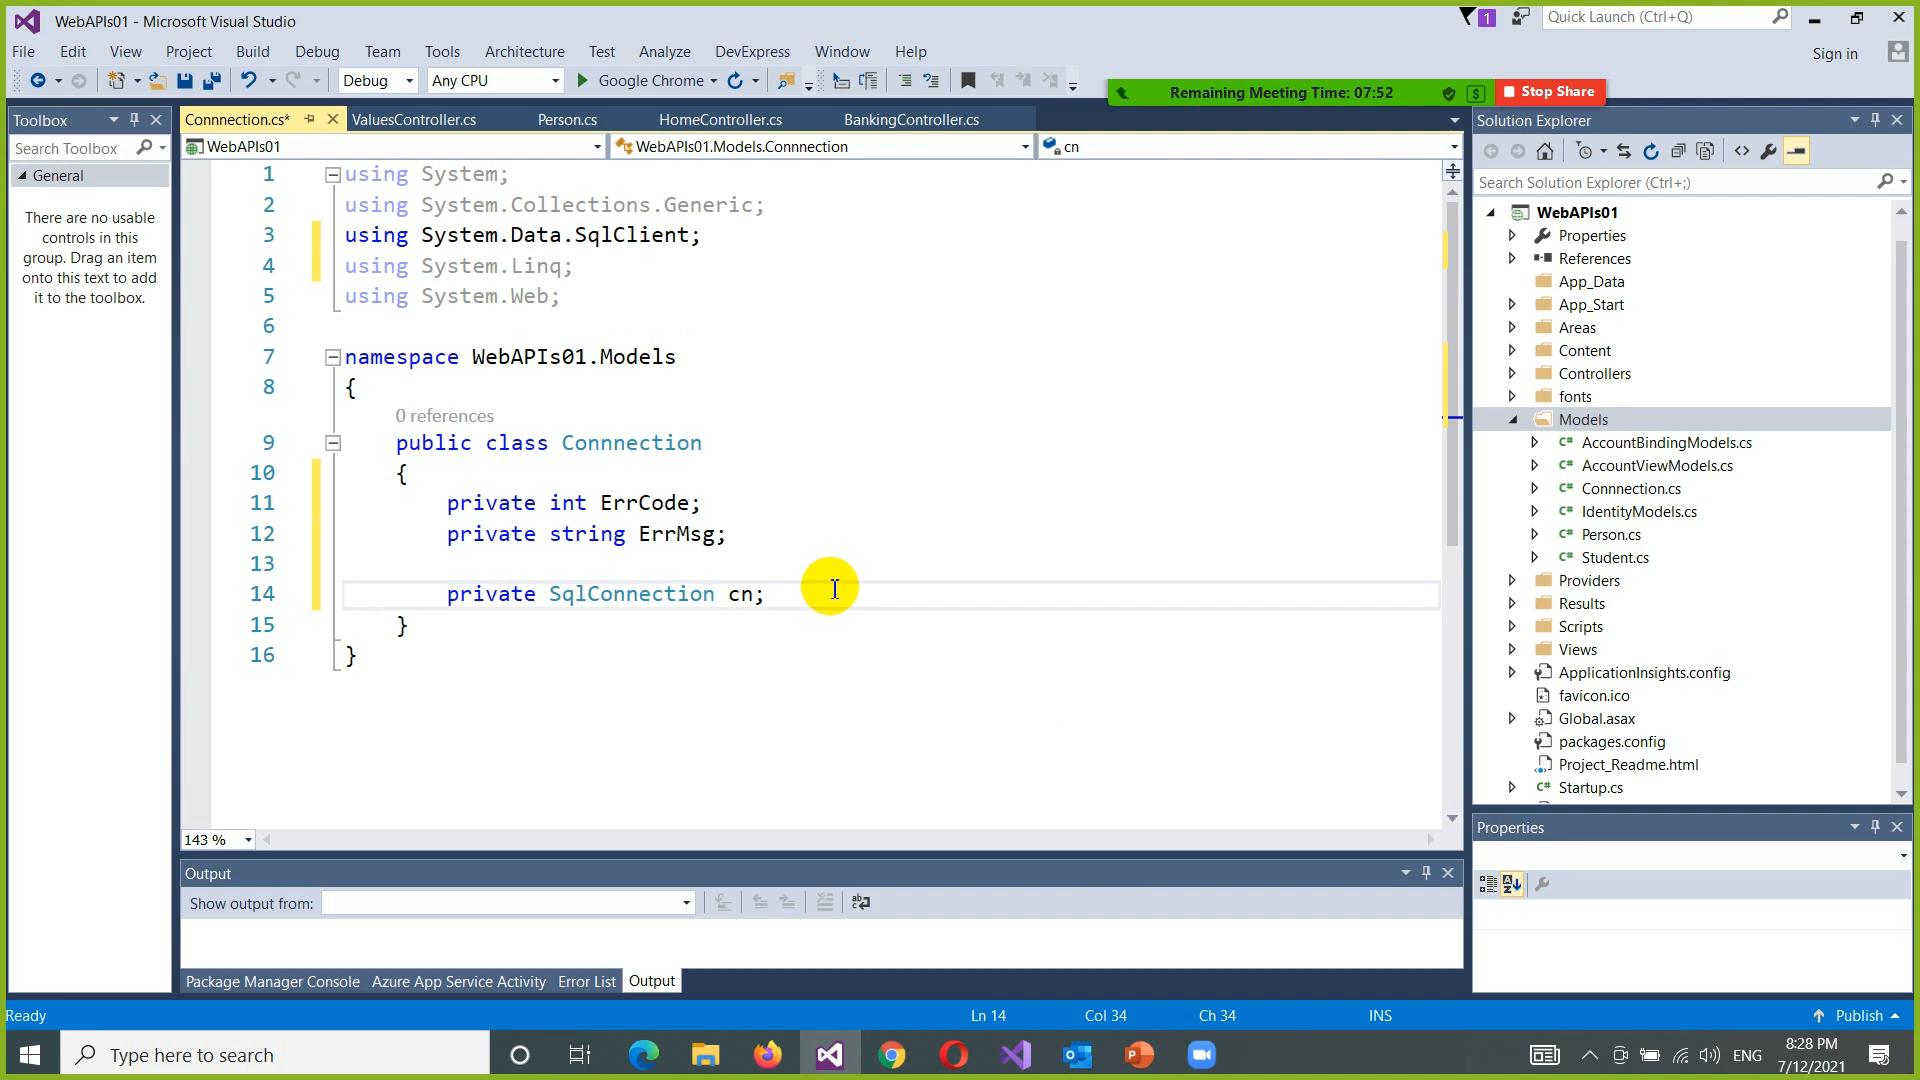 WebAPIs01 - Microsoft Visual Studio
1
Quick Launch (Ctrl+Q)
File Edit View Project Build Debug Team Tools Architecture Test Analyze DevExpress Window Help
Sign in
Debug Any CPU Google Chrome
Remaining Meeting Time: 07:52 Stop Share
Toolbox
Search Toolbox
General
There are no usable
controls in this
group. Drag an item
onto this text to add
it to the toolbox.
Connnection.cs* ValuesController.cs Person.cs HomeController.cs BankingController.cs
WebAPIs01 WebAPIs01.Models.Connnection cn
1 using System;
2 using System.Collections.Generic;
3 using System.Data.SqlClient;
4 using System.Linq;
5 using System.Web;
6
7 namespace WebAPIs01.Models
8 {
0 references
9 public class Connnection
10 {
11 private int ErrCode;
12 private string ErrMsg;
13
14 private SqlConnection cn;
15 }
16 }
143 %
Output
Show output from:
Package Manager Console Azure App Service Activity Error List Output
Solution Explorer
Search Solution Explorer (Ctrl+;)
WebAPIs01
Properties
References
App_Data
App_Start
Areas
Content
Controllers
fonts
Models
C# AccountBindingModels.cs
C# AccountViewModels.cs
C# Connnection.cs
C# IdentityModels.cs
C# Person.cs
C# Student.cs
Providers
Results
Scripts
Views
ApplicationInsights.config
favicon.ico
Global.asax
packages.config
Project_Readme.html
C# Startup.cs
Properties
Ready Ln 14 Col 34 Ch 34 INS Publish
Type here to search
ENG
8:28 PM
7/12/2021